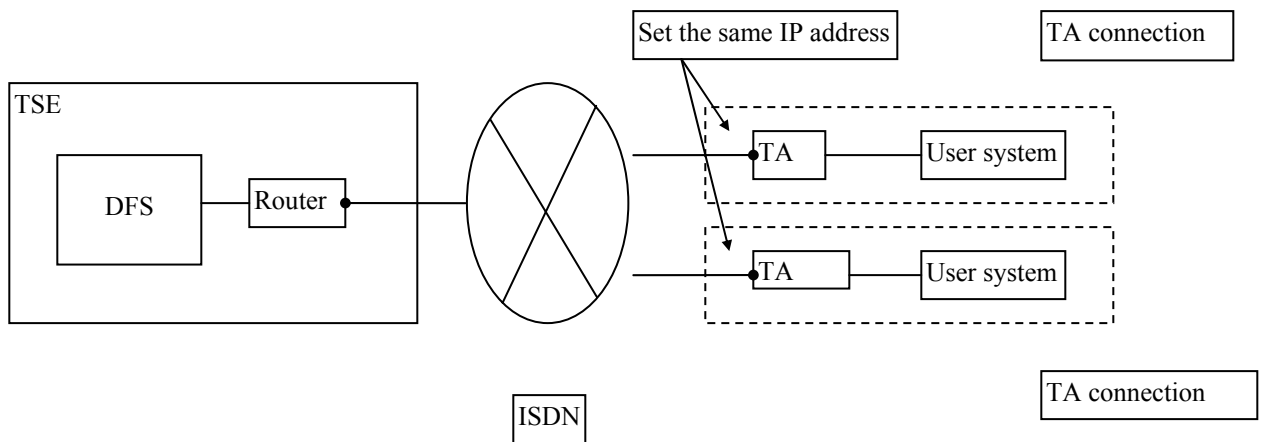 Set the same IP address
TA connection
TSE
DFS
Router
TA
User system
TA
User system
TA connection
ISDN